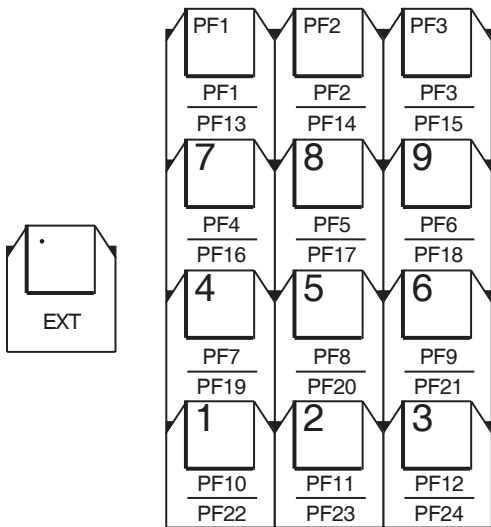 PF1 PF2 PF3
PF1 PF2 PF3
PF13 PF14 PF15
7 8 9
PF4 PF5 PF6
PF16 PF17 PF18
.
4 5 6
EXT
PF7 PF8 PF9
PF19 PF20 PF21
1 2 3
PF10 PF11 PF12
PF22 PF23 PF24